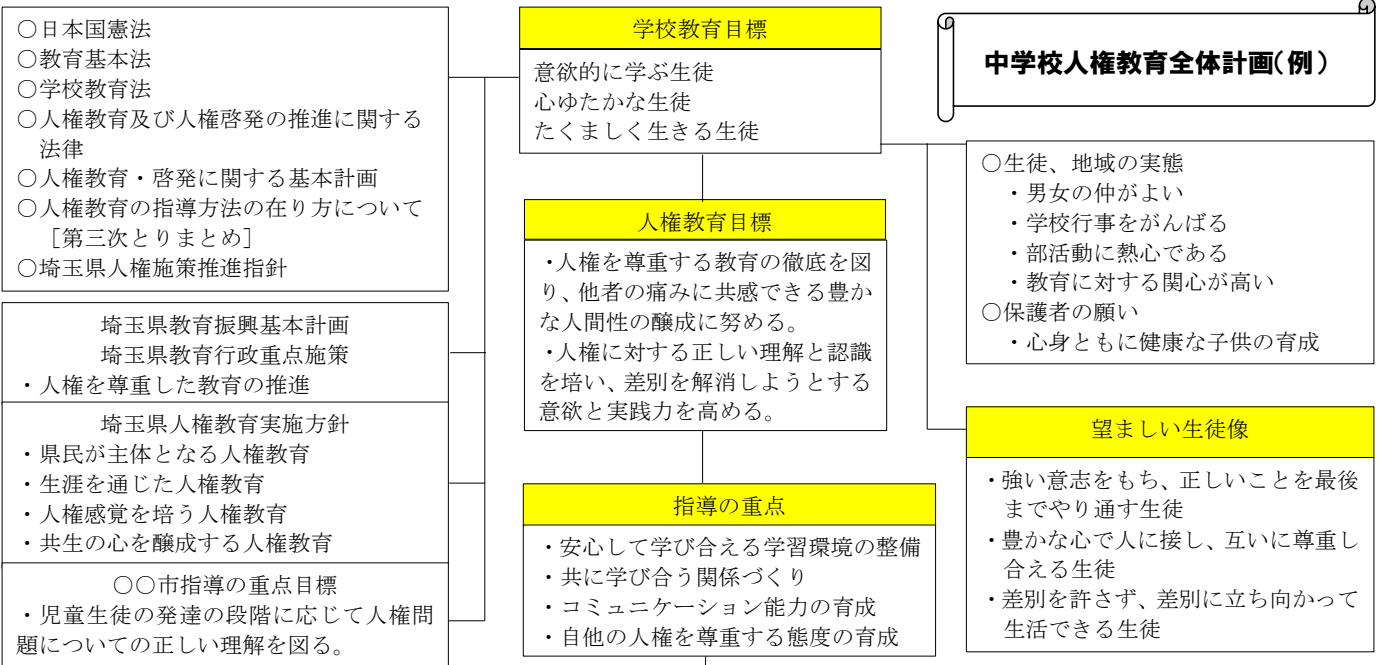 ○日本国憲法
○教育基本法
○学校教育法
○人権教育及び人権啓発の推進に関する
法律
○人権教育・啓発に関する基本計画
○人権教育の指導方法の在り方について
［第三次とりまとめ］
○埼玉県人権施策推進指針
埼玉県教育振興基本計画
埼玉県教育行政重点施策
・人権を尊重した教育の推進
埼玉県人権教育実施方針
・県民が主体となる人権教育
・生涯を通じた人権教育
・人権感覚を培う人権教育
・共生の心を醸成する人権教育
○○市指導の重点目標
・児童生徒の発達の段階に応じて人権問
題についての正しい理解を図る。
学校教育目標
意欲的に学ぶ生徒
心ゆたかな生徒
たくましく生きる生徒
人権教育目標
・人権を尊重する教育の徹底を図
り、他者の痛みに共感できる豊か
な人間性の醸成に努める。
・人権に対する正しい理解と認識
を培い、差別を解消しようとする
意欲と実践力を高める。
指導の重点
・安心して学び合える学習環境の整備
・共に学び合う関係づくり
・コミュニケーション能力の育成
・自他の人権を尊重する態度の育成
中学校人権教育全体計画（例）
○生徒、地域の実態
・男女の仲がよい
・学校行事をがんばる
・部活動に熱心である
・教育に対する関心が高い
○保護者の願い
・心身ともに健康な子供の育成
望ましい生徒像
・強い意志をもち、正しいことを最後
までやり通す生徒
・豊かな心で人に接し、互いに尊重し
合える生徒
・差別を許さず、差別に立ち向かって
生活できる生徒